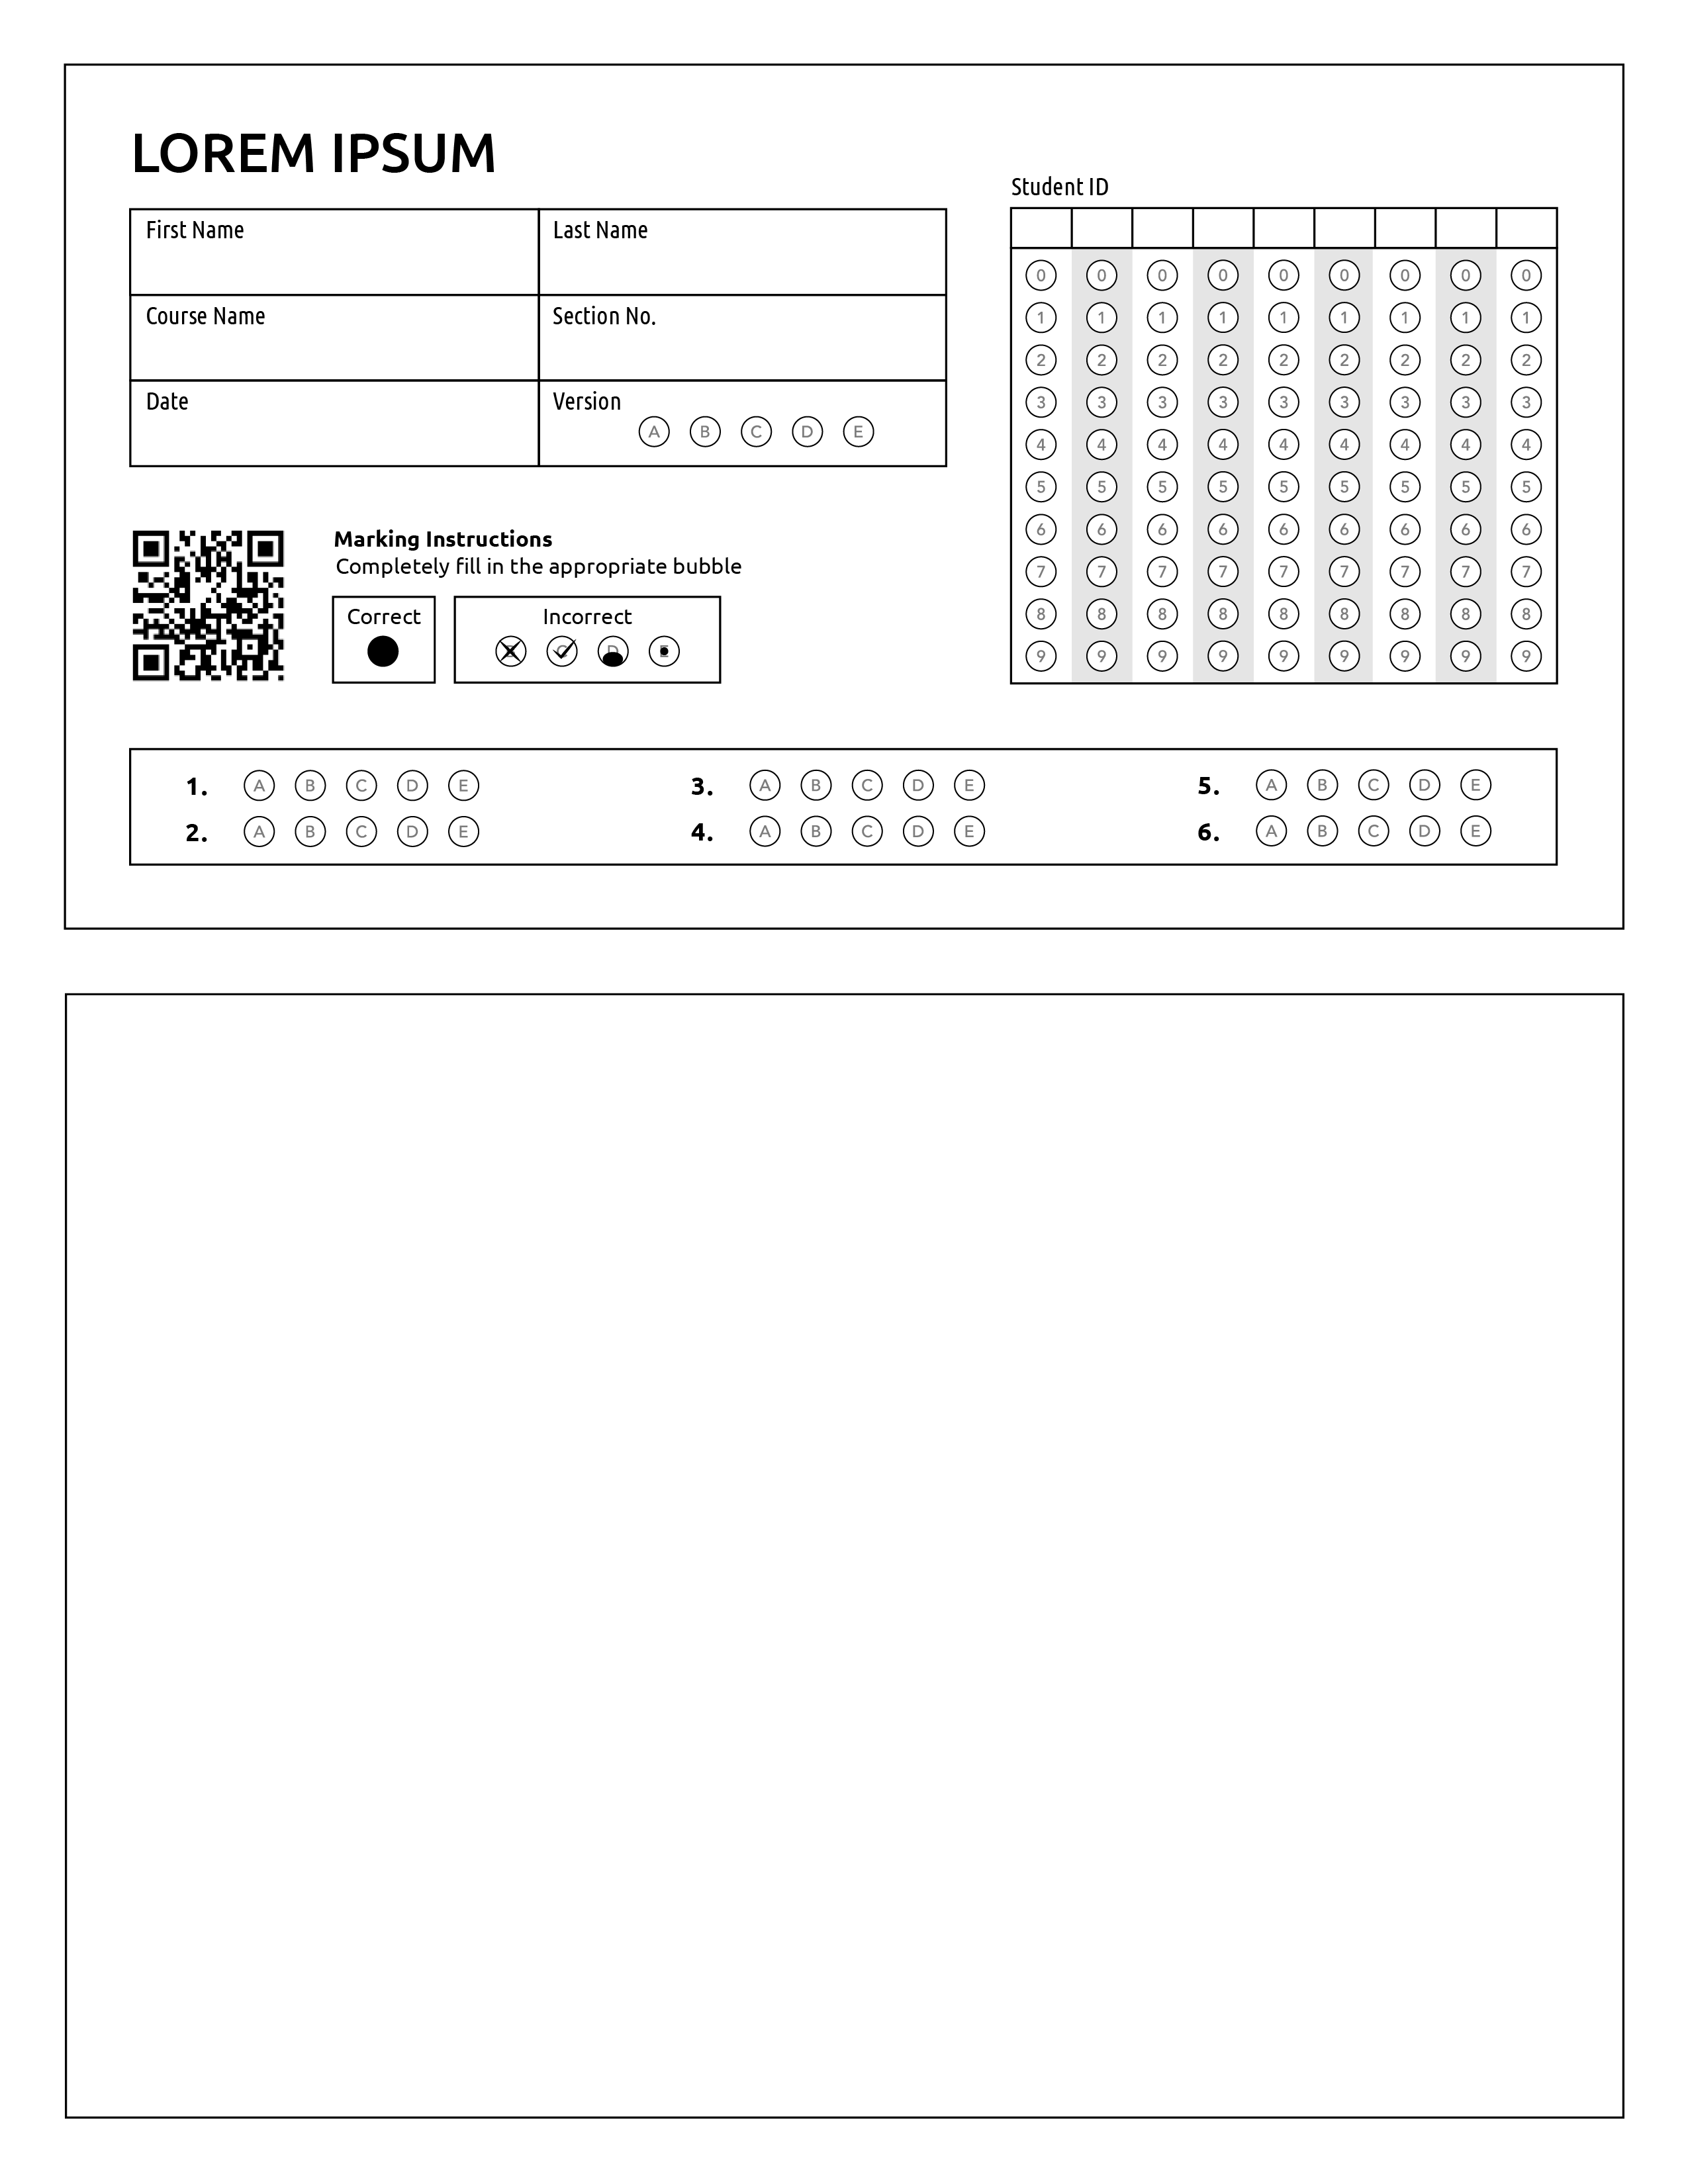 LOREM IPSUM
First Name
Last Name
Course Name
Section No.
Date
Version
A B C D E
Student ID
0 0 0 0 0 0 0 0 0
1 1 1 1 1 1 1 1 1
2 2 2 2 2 2 2 2 2
3 3 3 3 3 3 3 3 3
4 4 4 4 4 4 4 4 4
5 5 5 5 5 5 5 5 5
6 6 6 6 6 6 6 6 6
7 7 7 7 7 7 7 7 7
8 8 8 8 8 8 8 8 8
9 9 9 9 9 9 9 9 9
Marking Instructions
Completely fill in the appropriate bubble
Correct
Incorrect
1. A B C D E
2. A B C D E
3. A B C D E
4. A B C D E
5. A B C D E
6. A B C D E